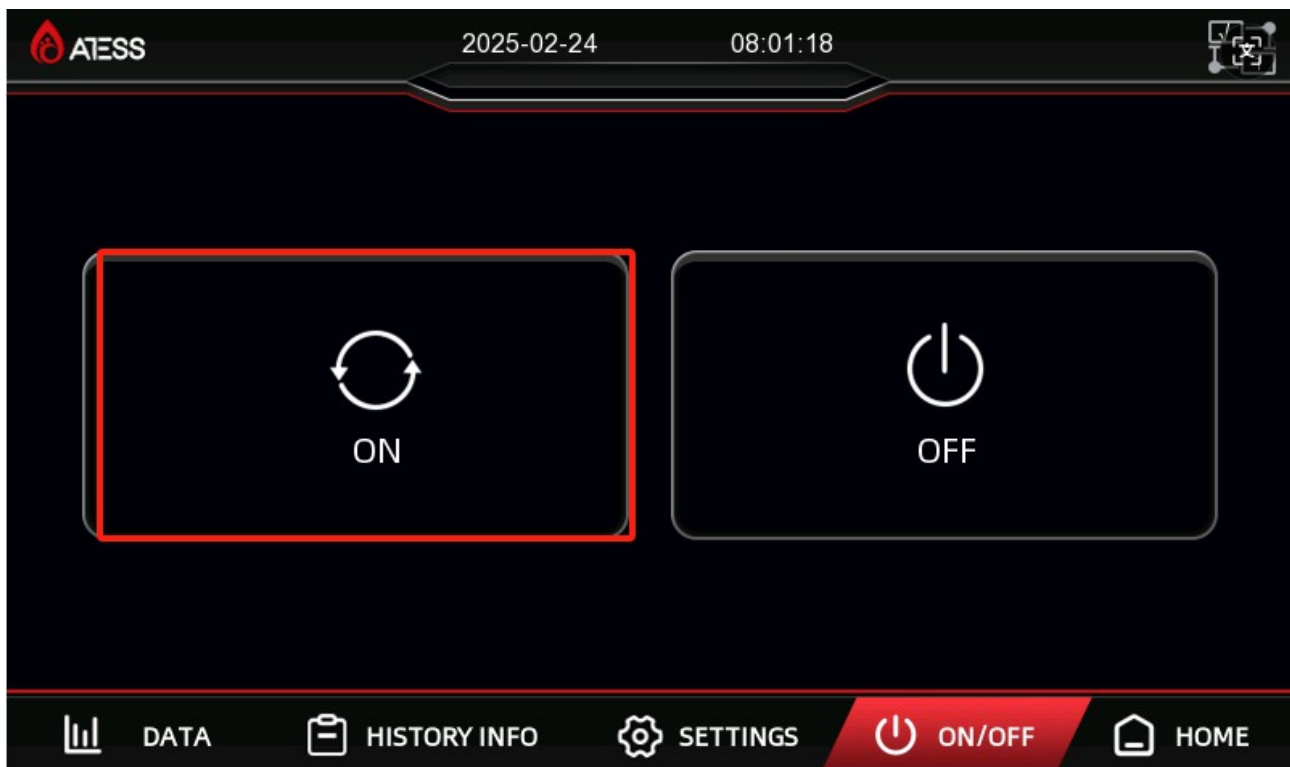 ATESS
2025-02-24 08:01:18
ON
OFF
DATA HISTORY INFO SETTINGS ON/OFF HOME